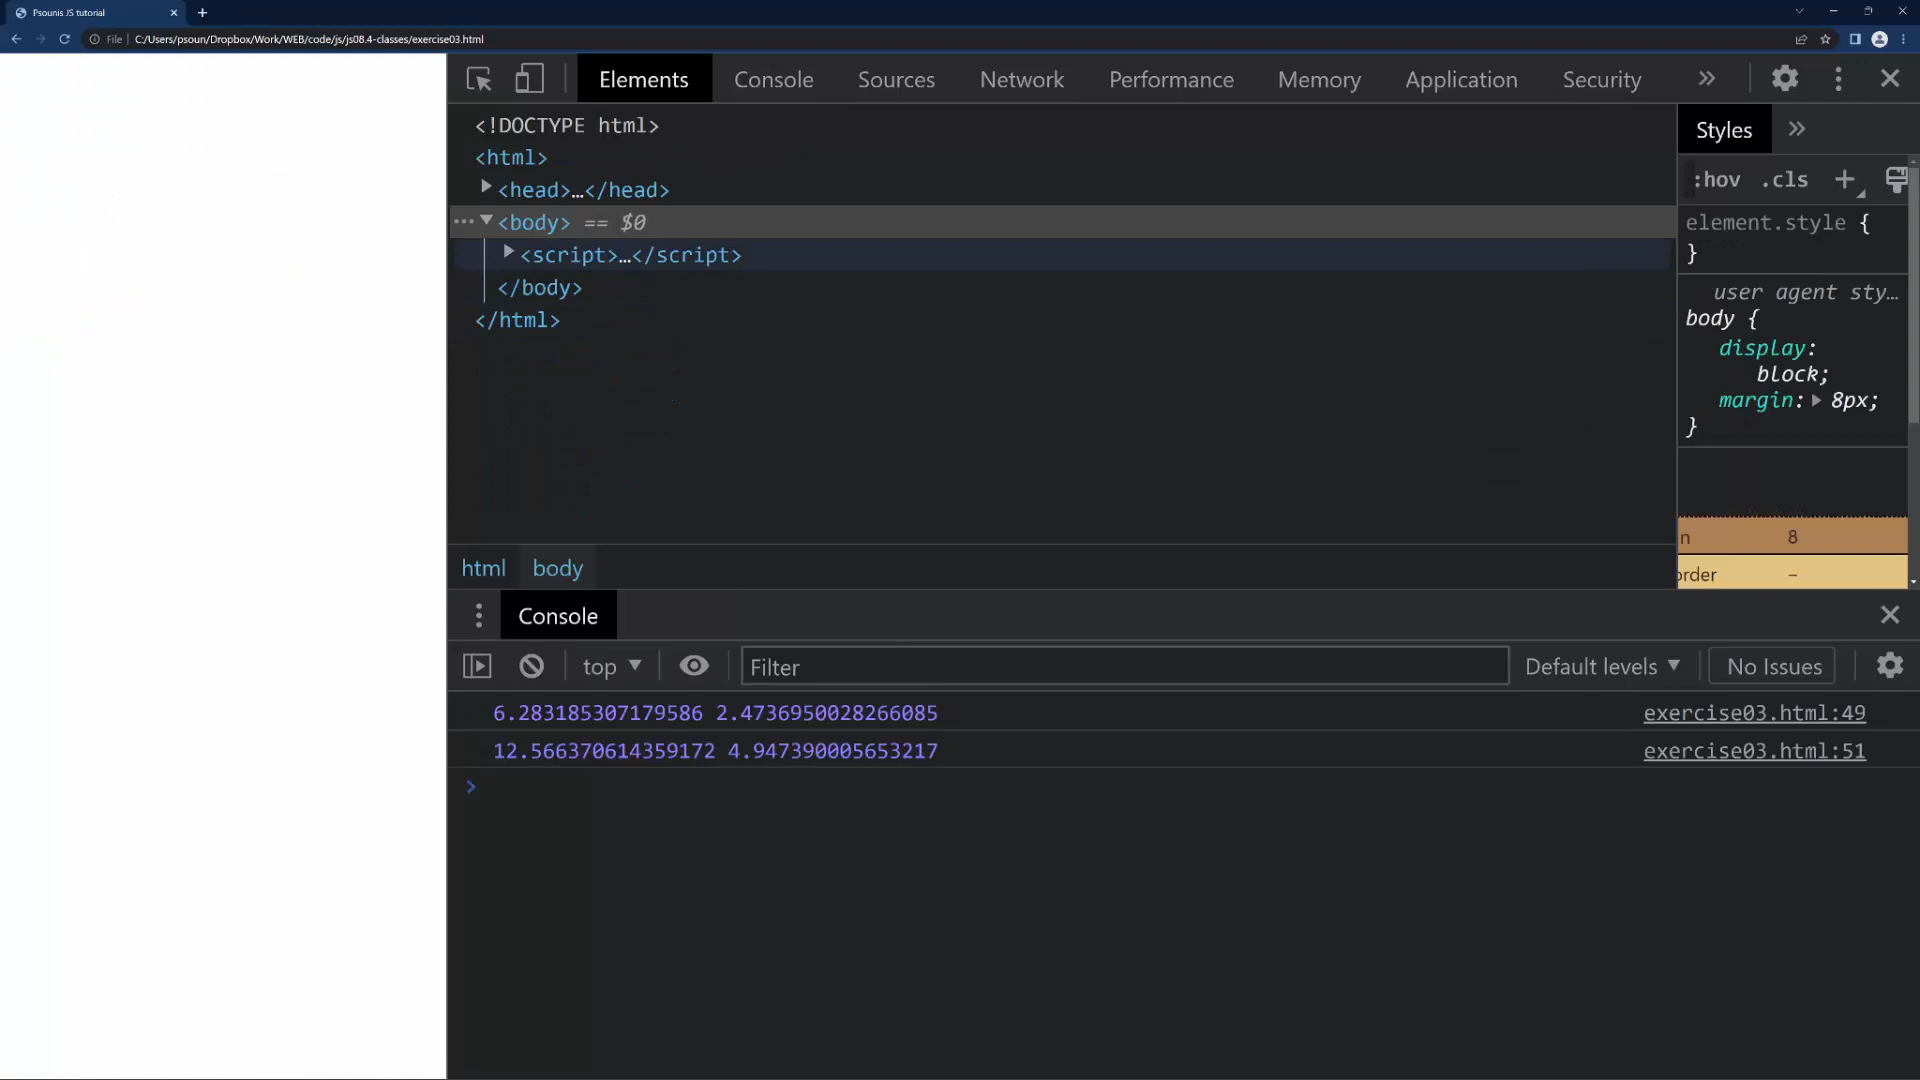 Psounis JS tutorial
File C:/Users/psoun/Dropbox/Work/WEB/code/js/js08.4-classes/exercise03.html
Elements Console Sources Network Performance Memory Application Security
<!DOCTYPE html>
<html>
<head>…</head>
<body> == $0
<script>…</script>
</body>
</html>
html body
Styles
:hov .cls
element.style {
}
user agent sty…
body {
display:
block;
margin: 8px;
}
n 8
order –
Console
top Filter Default levels No Issues
6.283185307179586 2.4736950028266085 exercise03.html:49
12.566370614359172 4.947390005653217 exercise03.html:51